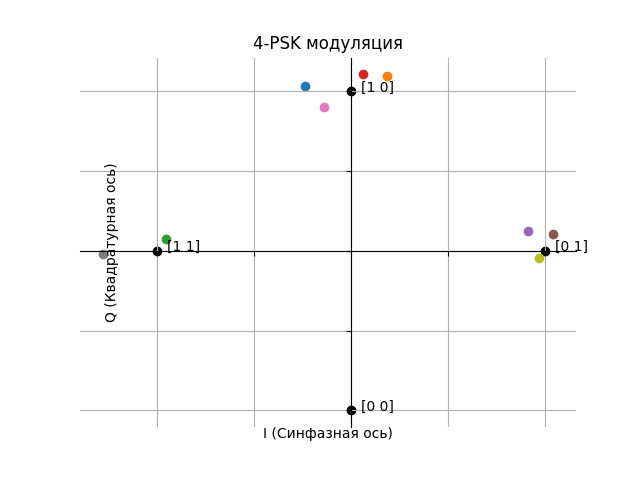 4-PSK модуляция
[1 0]
Q (Квадратурная ось)
[1 1]
[0 1]
[0 0]
I (Синфазная ось)